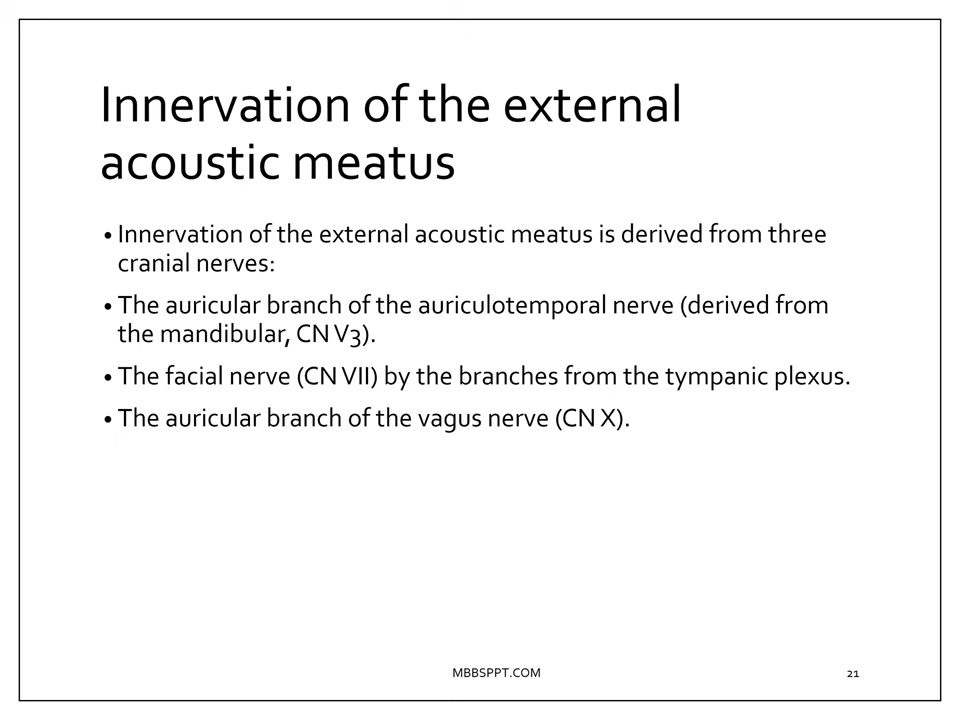 Innervation of the external
acoustic meatus
• Innervation of the external acoustic meatus is derived from three
cranial nerves:
• The auricular branch of the auriculotemporal nerve (derived from
the mandibular, CN V3).
• The facial nerve (CN VII) by the branches from the tympanic plexus.
• The auricular branch of the vagus nerve (CN X).
MBBSPPT.COM
21